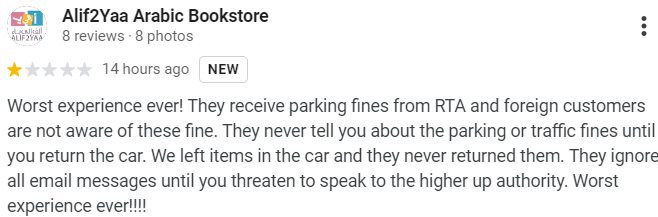 Alif2Yaa Arabic Bookstore
8 reviews · 8 photos
14 hours ago NEW
Worst experience ever! They receive parking fines from RTA and foreign customers
are not aware of these fine. They never tell you about the parking or traffic fines until
you return the car. We left items in the car and they never returned them. They ignore
all email messages until you threaten to speak to the higher up authority. Worst
experience ever!!!!